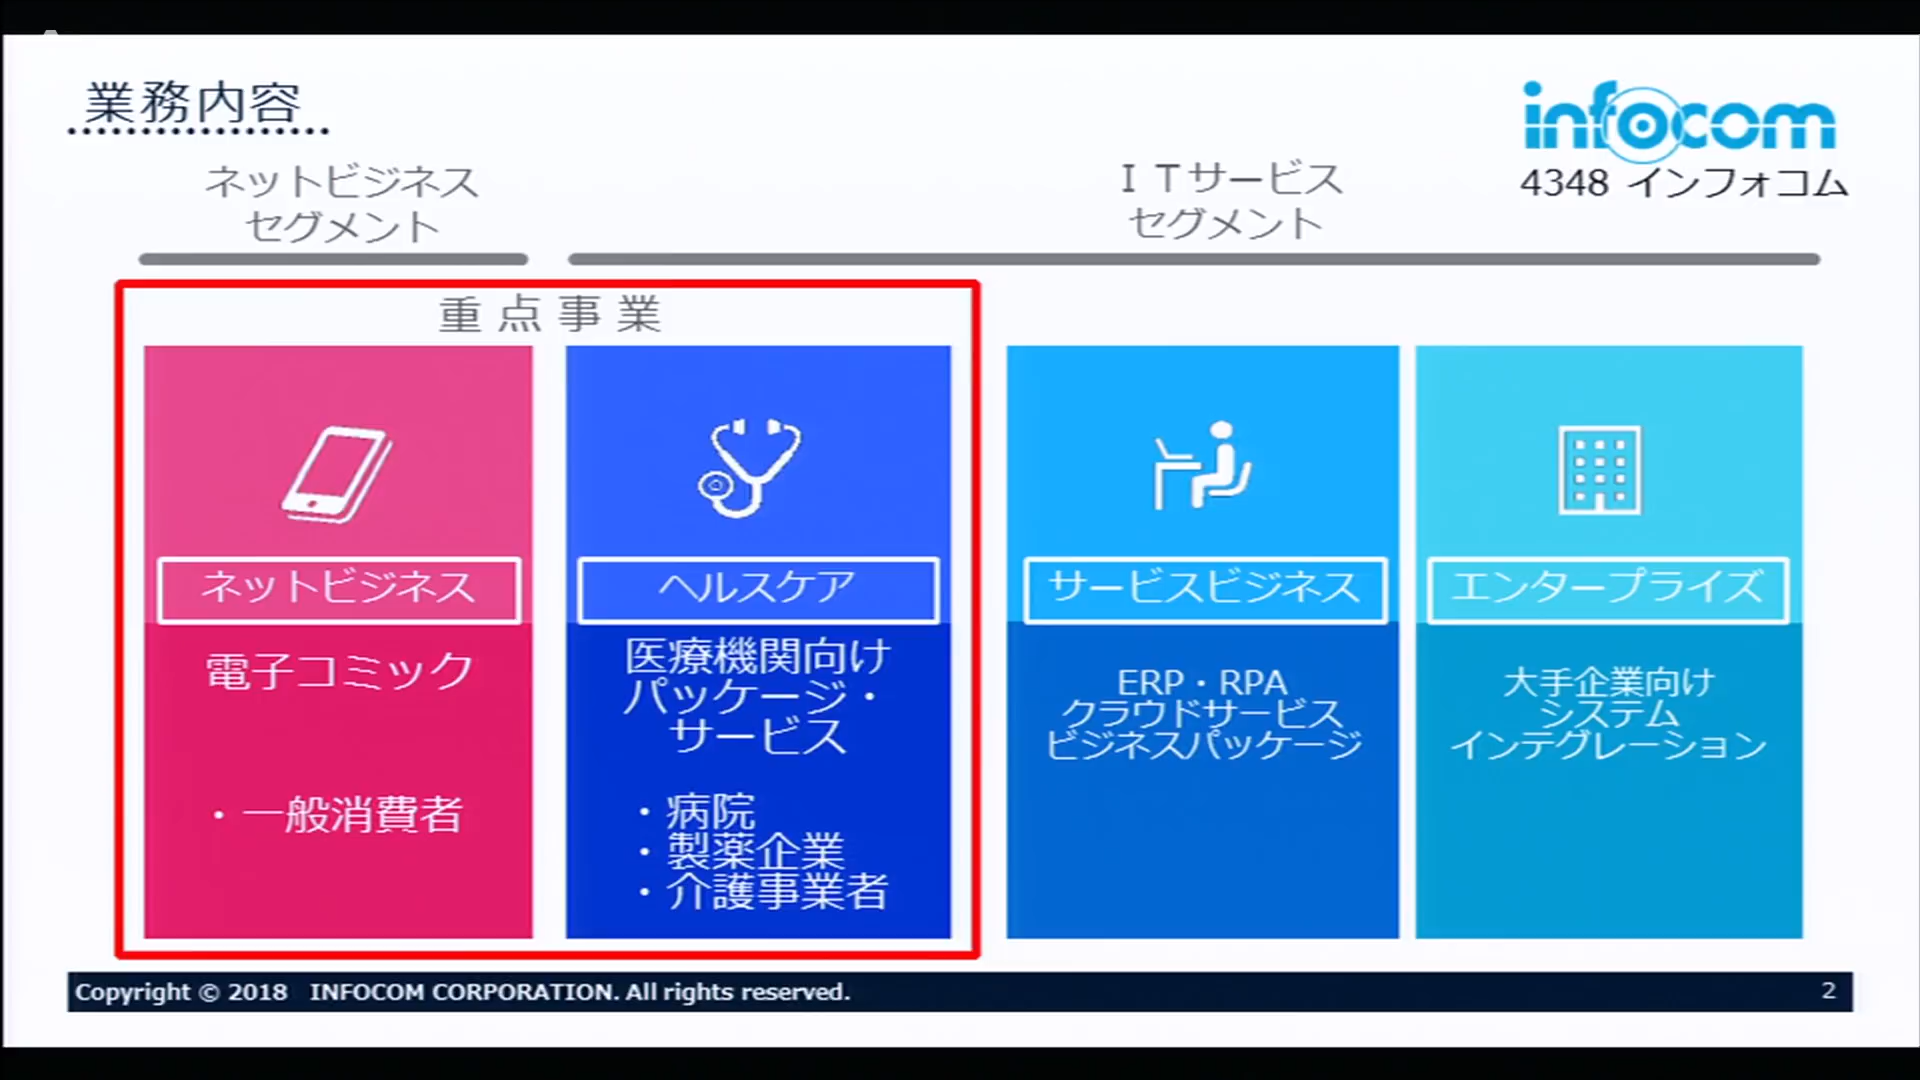 業務内容
infocom
4348 インフォコム
ネットビジネス
セグメント
ITサービス
セグメント
重点事業
ネットビジネス
電子コミック
・一般消費者
ヘルスケア
医療機関向け
パッケージ・
サービス
・病院
・製薬企業
・介護事業者
サービスビジネス
ERP・RPA
クラウドサービス
ビジネスパッケージ
エンタープライズ
大手企業向け
システム
インテグレーション
Copyright © 2018 INFOCOM CORPORATION. All rights reserved.
2